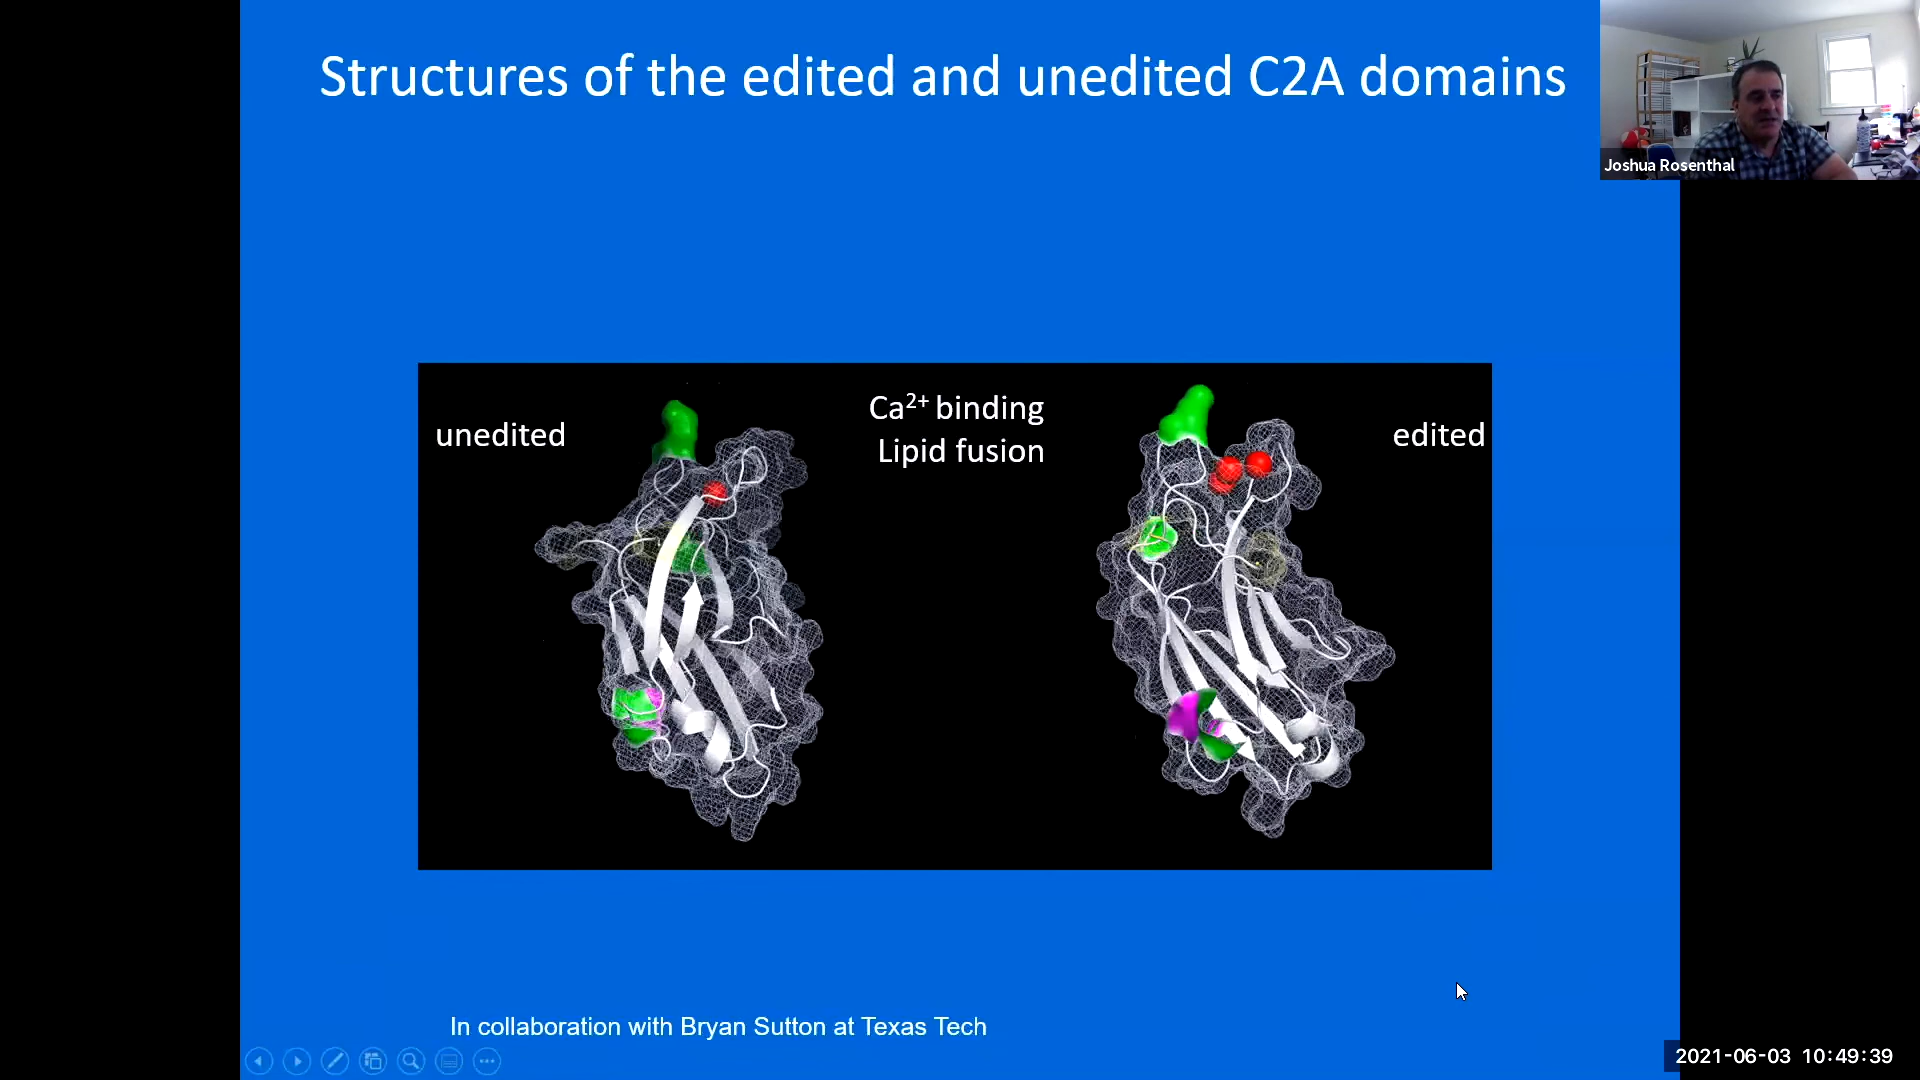 Structures of the edited and unedited C2A domains
Joshua Rosenthal
unedited
Ca²⁺ binding
Lipid fusion
edited
In collaboration with Bryan Sutton at Texas Tech
2021-06-03 10:49:39